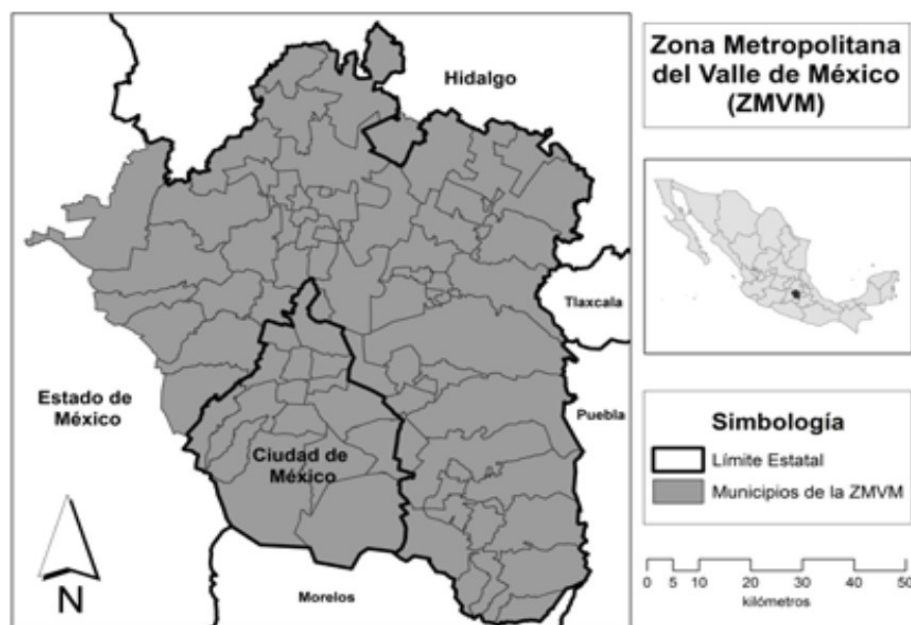 Hidalgo
Tlaxcala
Estado de
México
Puebla
Ciudad de
México
N
Morelos
Zona Metropolitana
del Valle de México
(ZMVM)
Simbología
Límite Estatal
Municipios de la ZMVM
0 5 10 20 30 40 50
kilómetros